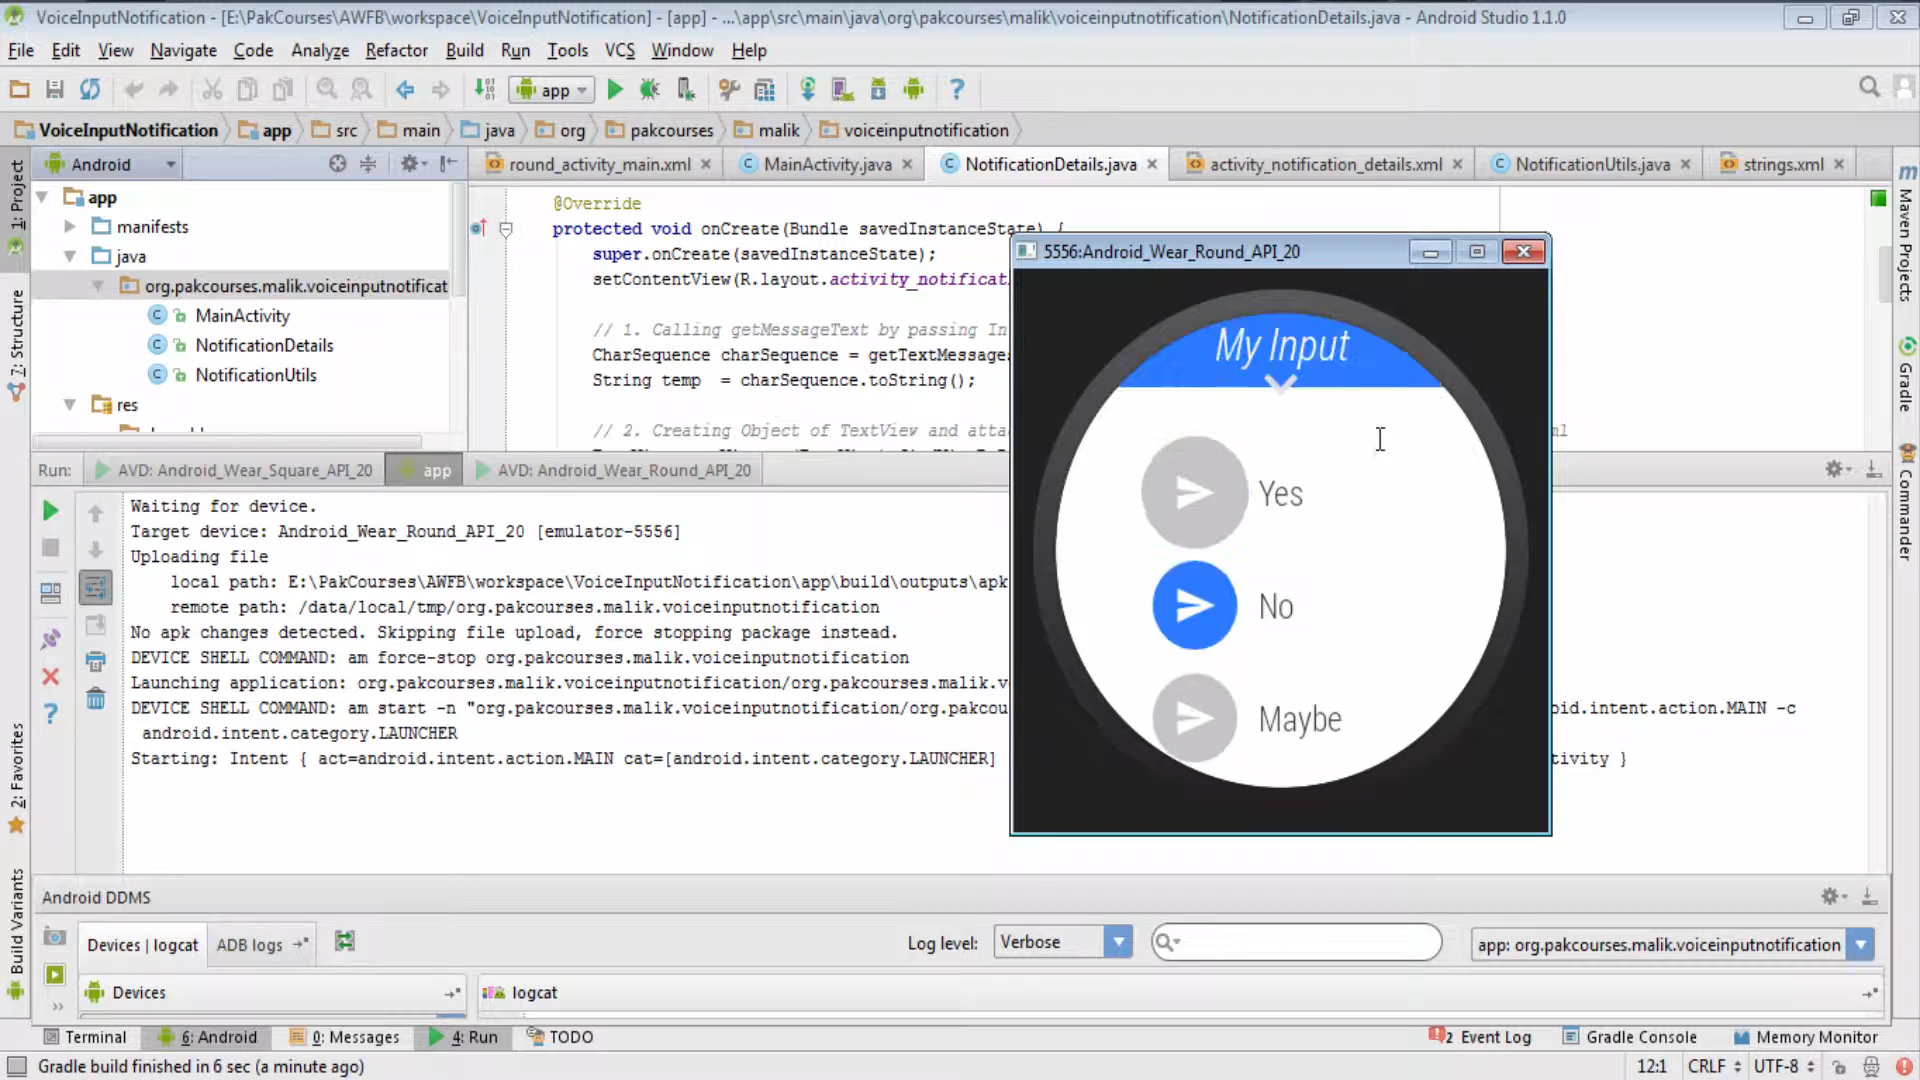 VoiceInputNotification - [E:\PakCourses\AWFB\workspace\VoiceInputNotification] - [app] - ...\app\src\main\java\org\pakcourses\malik\voiceinputnotification\NotificationDetails.java - Android Studio 1.1.0
File Edit View Navigate Code Analyze Refactor Build Run Tools VCS Window Help
app
VoiceInputNotification app src main java org pakcourses malik voiceinputnotification
Android
round_activity_main.xml MainActivity.java NotificationDetails.java activity_notification_details.xml NotificationUtils.java strings.xml
1: Project
7: Structure
2: Favorites
Build Variants
app
manifests
java
org.pakcourses.malik.voiceinputnotificat
MainActivity
NotificationDetails
NotificationUtils
res
@Override
protected void onCreate(Bundle savedInstanceState) {
super.onCreate(savedInstanceState);
setContentView(R.layout.activity_notificati
// 1. Calling getMessageText by passing In
CharSequence charSequence = getTextMessage
String temp = charSequence.toString();
// 2. Creating Object of TextView and atta
ml
Maven Projects
Gradle
Commander
5556:Android_Wear_Round_API_20
My Input
Yes
No
Maybe
Run: AVD: Android_Wear_Square_API_20 app AVD: Android_Wear_Round_API_20
Waiting for device.
Target device: Android_Wear_Round_API_20 [emulator-5556]
Uploading file
local path: E:\PakCourses\AWFB\workspace\VoiceInputNotification\app\build\outputs\apk
remote path: /data/local/tmp/org.pakcourses.malik.voiceinputnotification
No apk changes detected. Skipping file upload, force stopping package instead.
DEVICE SHELL COMMAND: am force-stop org.pakcourses.malik.voiceinputnotification
Launching application: org.pakcourses.malik.voiceinputnotification/org.pakcourses.malik.v
DEVICE SHELL COMMAND: am start -n "org.pakcourses.malik.voiceinputnotification/org.pakcou oid.intent.action.MAIN -c
android.intent.category.LAUNCHER
Starting: Intent { act=android.intent.action.MAIN cat=[android.intent.category.LAUNCHER] tivity }
Android DDMS
Devices | logcat ADB logs Log level: Verbose app: org.pakcourses.malik.voiceinputnotification
Devices logcat
Terminal 6: Android 0: Messages 4: Run TODO 2 Event Log Gradle Console Memory Monitor
Gradle build finished in 6 sec (a minute ago) 12:1 CRLF UTF-8